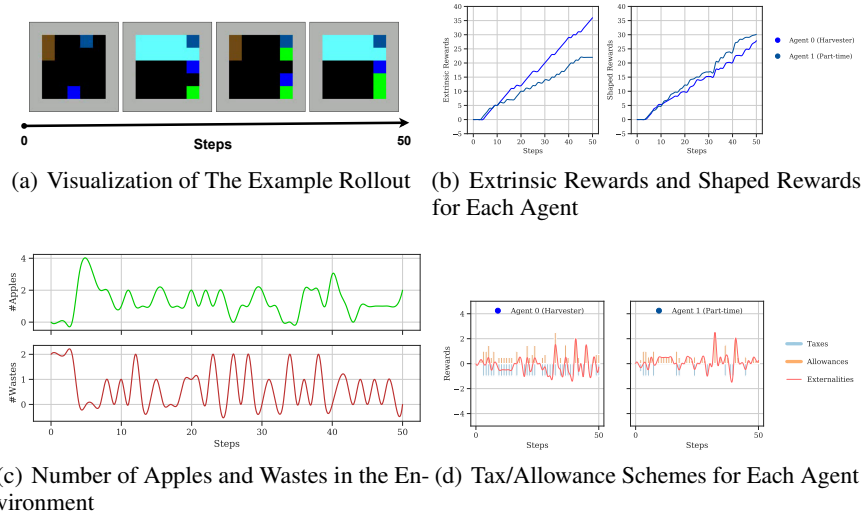 0
Steps
50
(a) Visualization of The Example Rollout
Extrinsic Rewards
40
35
30
25
20
15
10
5
0
−5
0 10 20 30 40 50
Steps
Shaped Rewards
40
35
30
25
20
15
10
5
0
−5
0 10 20 30 40 50
Steps
Agent 0 (Harvester)
Agent 1 (Part-time)
(b) Extrinsic Rewards and Shaped Rewards
for Each Agent
#Apples
4
2
0
#Wastes
2
1
0
0 10 20 30 40 50
Steps
(c) Number of Apples and Wastes in the En-
vironment
Rewards
4
2
0
−2
−4
Agent 0 (Harvester)
0 50
Steps
Agent 1 (Part-time)
0 50
Steps
Taxes
Allowances
Externalities
(d) Tax/Allowance Schemes for Each Agent